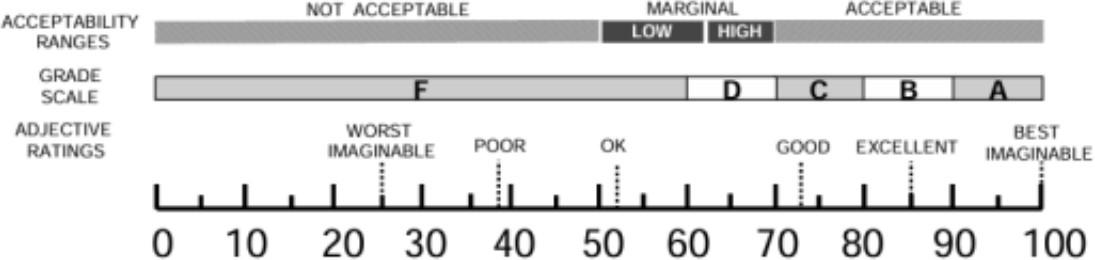 NOT ACCEPTABLE MARGINAL ACCEPTABLE
ACCEPTABILITY
RANGES
LOW HIGH
GRADE
SCALE
F D C B A
ADJECTIVE
RATINGS
WORST
IMAGINABLE
POOR
OK
GOOD
EXCELLENT
BEST
IMAGINABLE
0 10 20 30 40 50 60 70 80 90 100